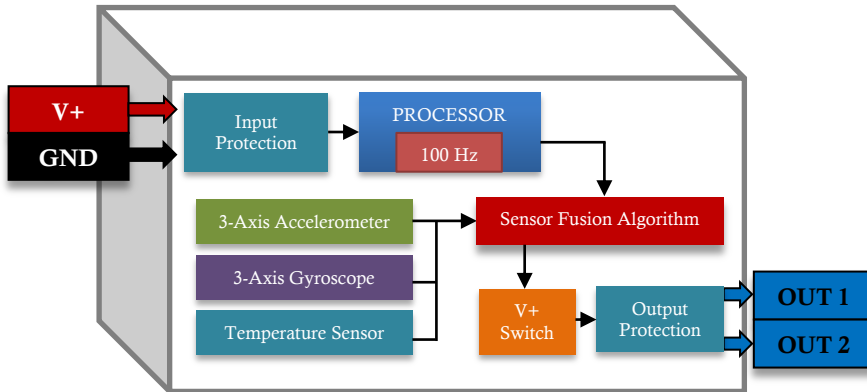 V+
GND
Input
Protection
PROCESSOR
100 Hz
3-Axis Accelerometer
Sensor Fusion Algorithm
3-Axis Gyroscope
Temperature Sensor
V+
Switch
Output
Protection
OUT 1
OUT 2